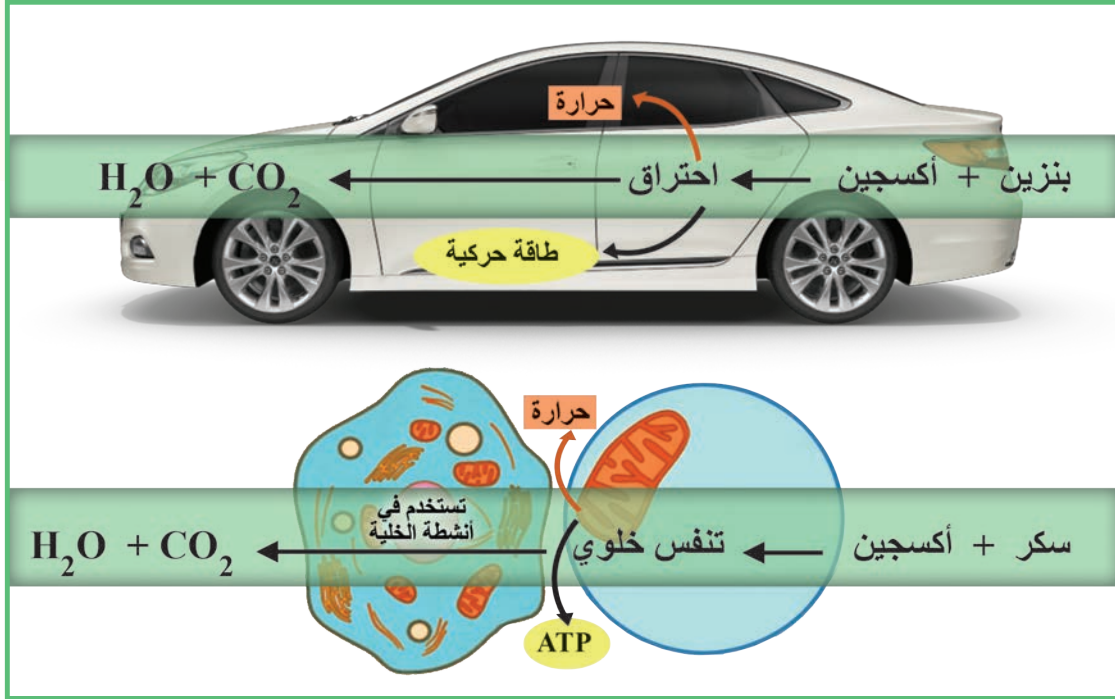 حرارة
بنزين + أكسجين ← احتراق ← H₂O + CO₂
طاقة حركية
حرارة
تستخدم في
أنشطة الخلية
سكر + أكسجين ← تنفس خلوي ← H₂O + CO₂
ATP